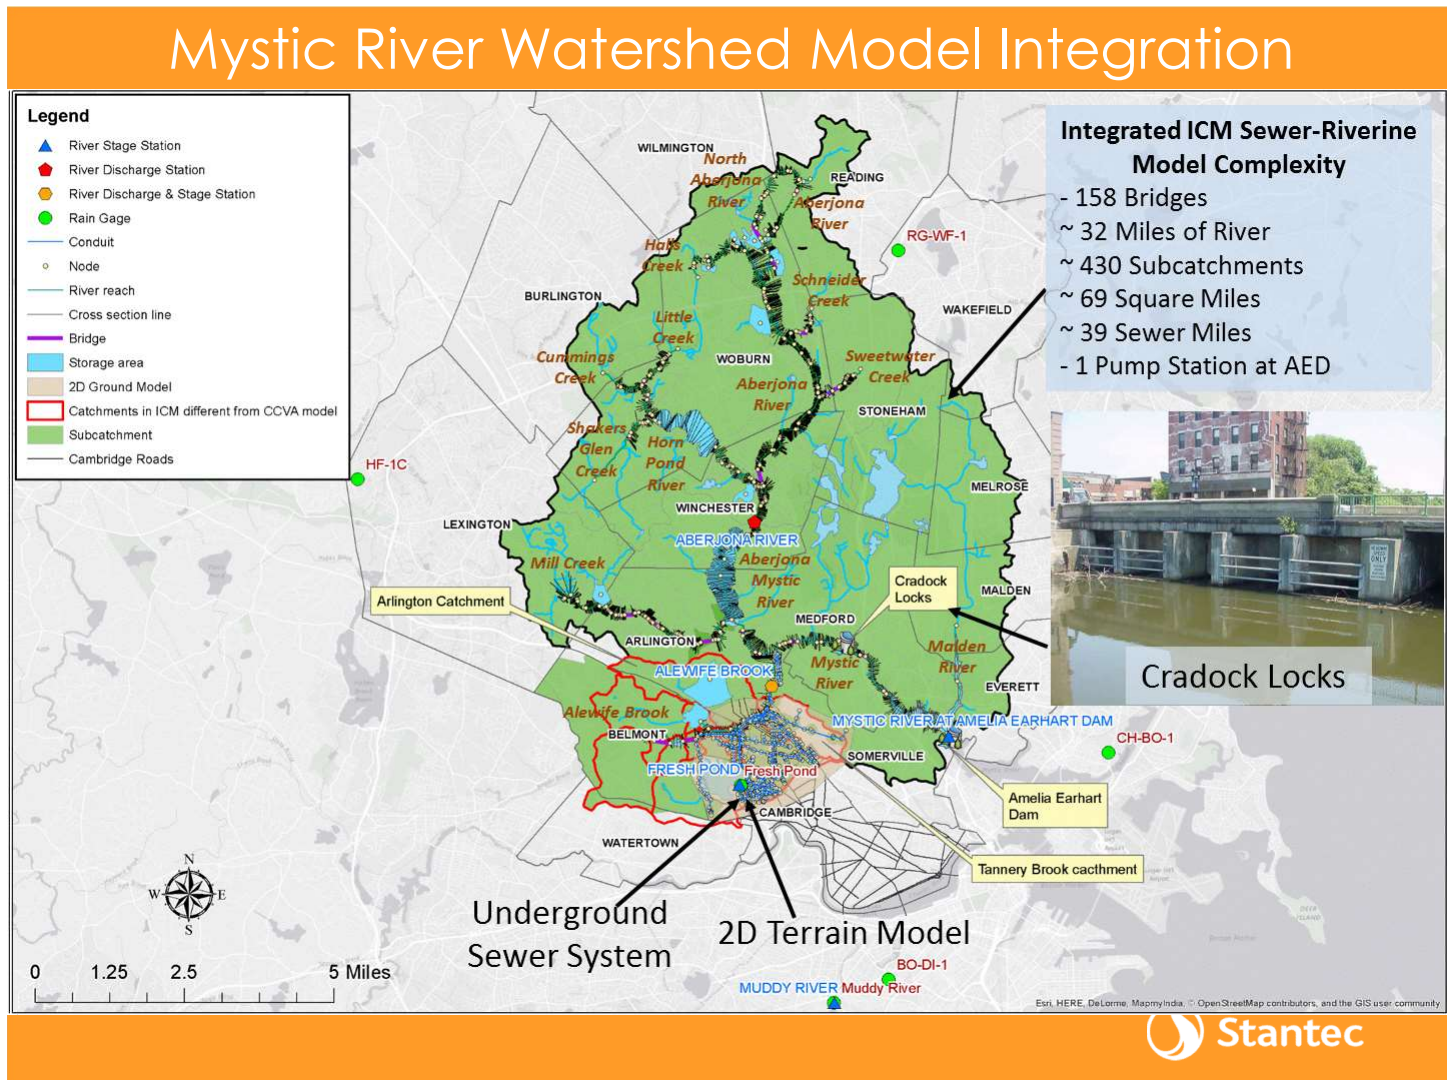 Mystic River Watershed Model Integration
Legend
River Stage Station
River Discharge Station
River Discharge & Stage Station
Rain Gage
Conduit
Node
River reach
Cross section line
Bridge
Storage area
2D Ground Model
Catchments in ICM different from CCVA model
Subcatchment
Cambridge Roads
Integrated ICM Sewer-Riverine
Model Complexity
- 158 Bridges
~ 32 Miles of River
~ 430 Subcatchments
~ 69 Square Miles
~ 39 Sewer Miles
- 1 Pump Station at AED
WILMINGTON
North
Aberjona
River
READING
Aberjona
River
RG-WF-1
Halls
Creek
Schneider
Creek
BURLINGTON
WAKEFIELD
Little
Creek
Cummings
Creek
WOBURN
Sweetwater
Creek
Aberjona
River
STONEHAM
Shakers
Glen
Creek
Horn
Pond
River
HF-1C
MELROSE
WINCHESTER
LEXINGTON
ABERJONA RIVER
Mill Creek
Aberjona
Mystic
River
Cradock
Locks
MALDEN
Arlington Catchment
MEDFORD
ARLINGTON
Malden
River
Mystic
River
ALEWIFE BROOK
EVERETT
Cradock Locks
ONLY
Alewife Brook
MYSTIC RIVER AT AMELIA EARHART DAM
BELMONT
CH-BO-1
SOMERVILLE
FRESH POND
Fresh Pond
Amelia Earhart
Dam
CAMBRIDGE
WATERTOWN
Tannery Brook cacthment
N
W
E
S
Underground
Sewer System
2D Terrain Model
DEER
ISLAND
0
1.25
2.5
5 Miles
BO-DI-1
MUDDY RIVER
Muddy River
Esri, HERE, DeLorme, MapmyIndia, © OpenStreetMap contributors, and the GIS user community
Stantec